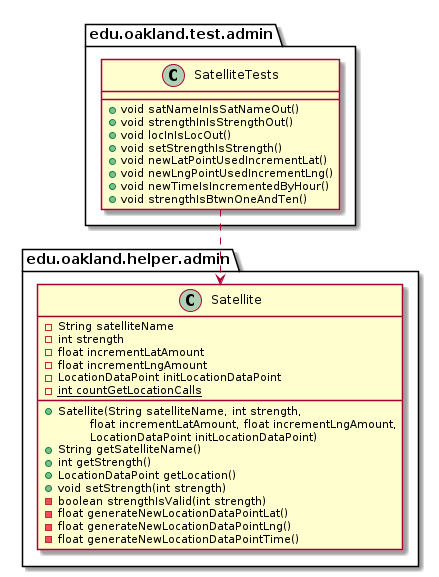 edu.oakland.test.admin
C SatelliteTests
void satNameInIsSatNameOut()
void strengthInIsStrengthOut()
void locInIsLocOut()
void setStrengthIsStrength()
void newLatPointUsedIncrementLat()
void newLngPointUsedIncrementLng()
void newTimeIsIncrementedByHour()
void strengthIsBtwnOneAndTen()
edu.oakland.helper.admin
C Satellite
String satelliteName
int strength
float incrementLatAmount
float incrementLngAmount
LocationDataPoint initLocationDataPoint
int countGetLocationCalls
Satellite(String satelliteName, int strength,
float incrementLatAmount, float incrementLngAmount,
LocationDataPoint initLocationDataPoint)
String getSatelliteName()
int getStrength()
LocationDataPoint getLocation()
void setStrength(int strength)
boolean strengthIsValid(int strength)
float generateNewLocationDataPointLat()
float generateNewLocationDataPointLng()
float generateNewLocationDataPointTime()